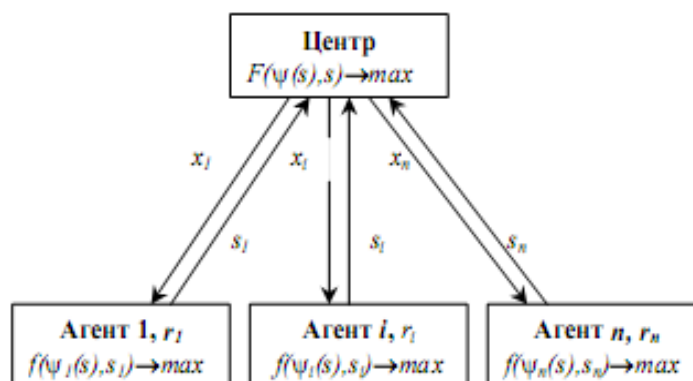 Центр
F(ψ(s),s)→max
x₁ xᵢ xₙ
s₁ sᵢ sₙ
Агент 1, r₁ Агент i, rᵢ Агент n, rₙ
f(ψ₁(s),s₁)→max f(ψᵢ(s),sᵢ)→max f(ψₙ(s),sₙ)→max